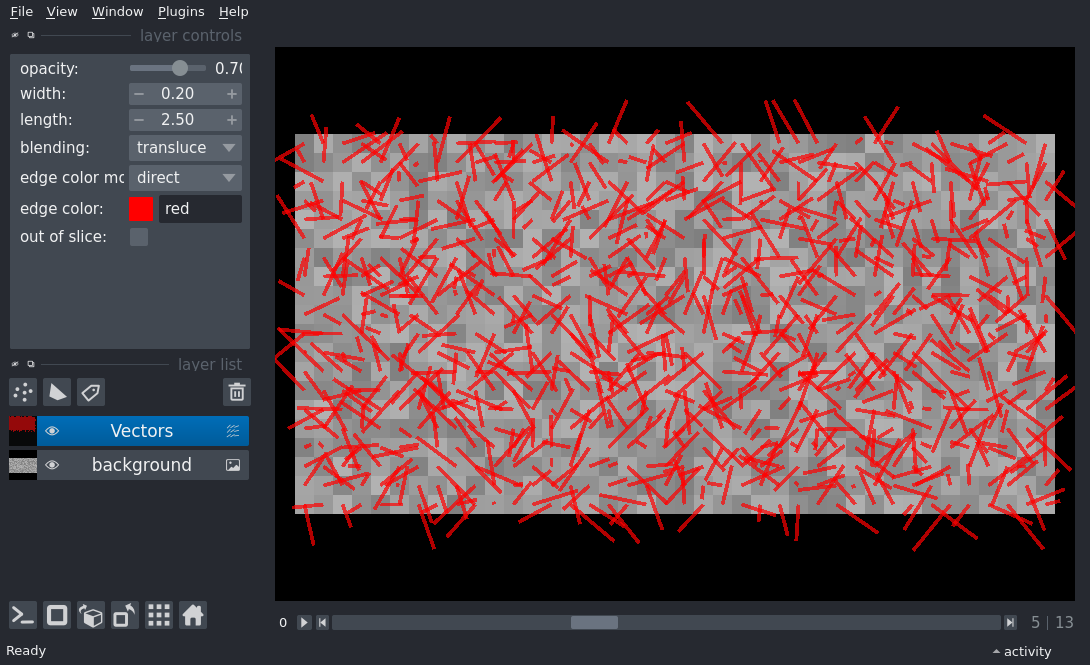 File View Window Plugins Help
layer controls
opacity: 0.70
width: 0.20
length: 2.50
blending: transluce
edge color mo direct
edge color: red
out of slice:
layer list
Vectors
background
0 5 | 13
Ready activity